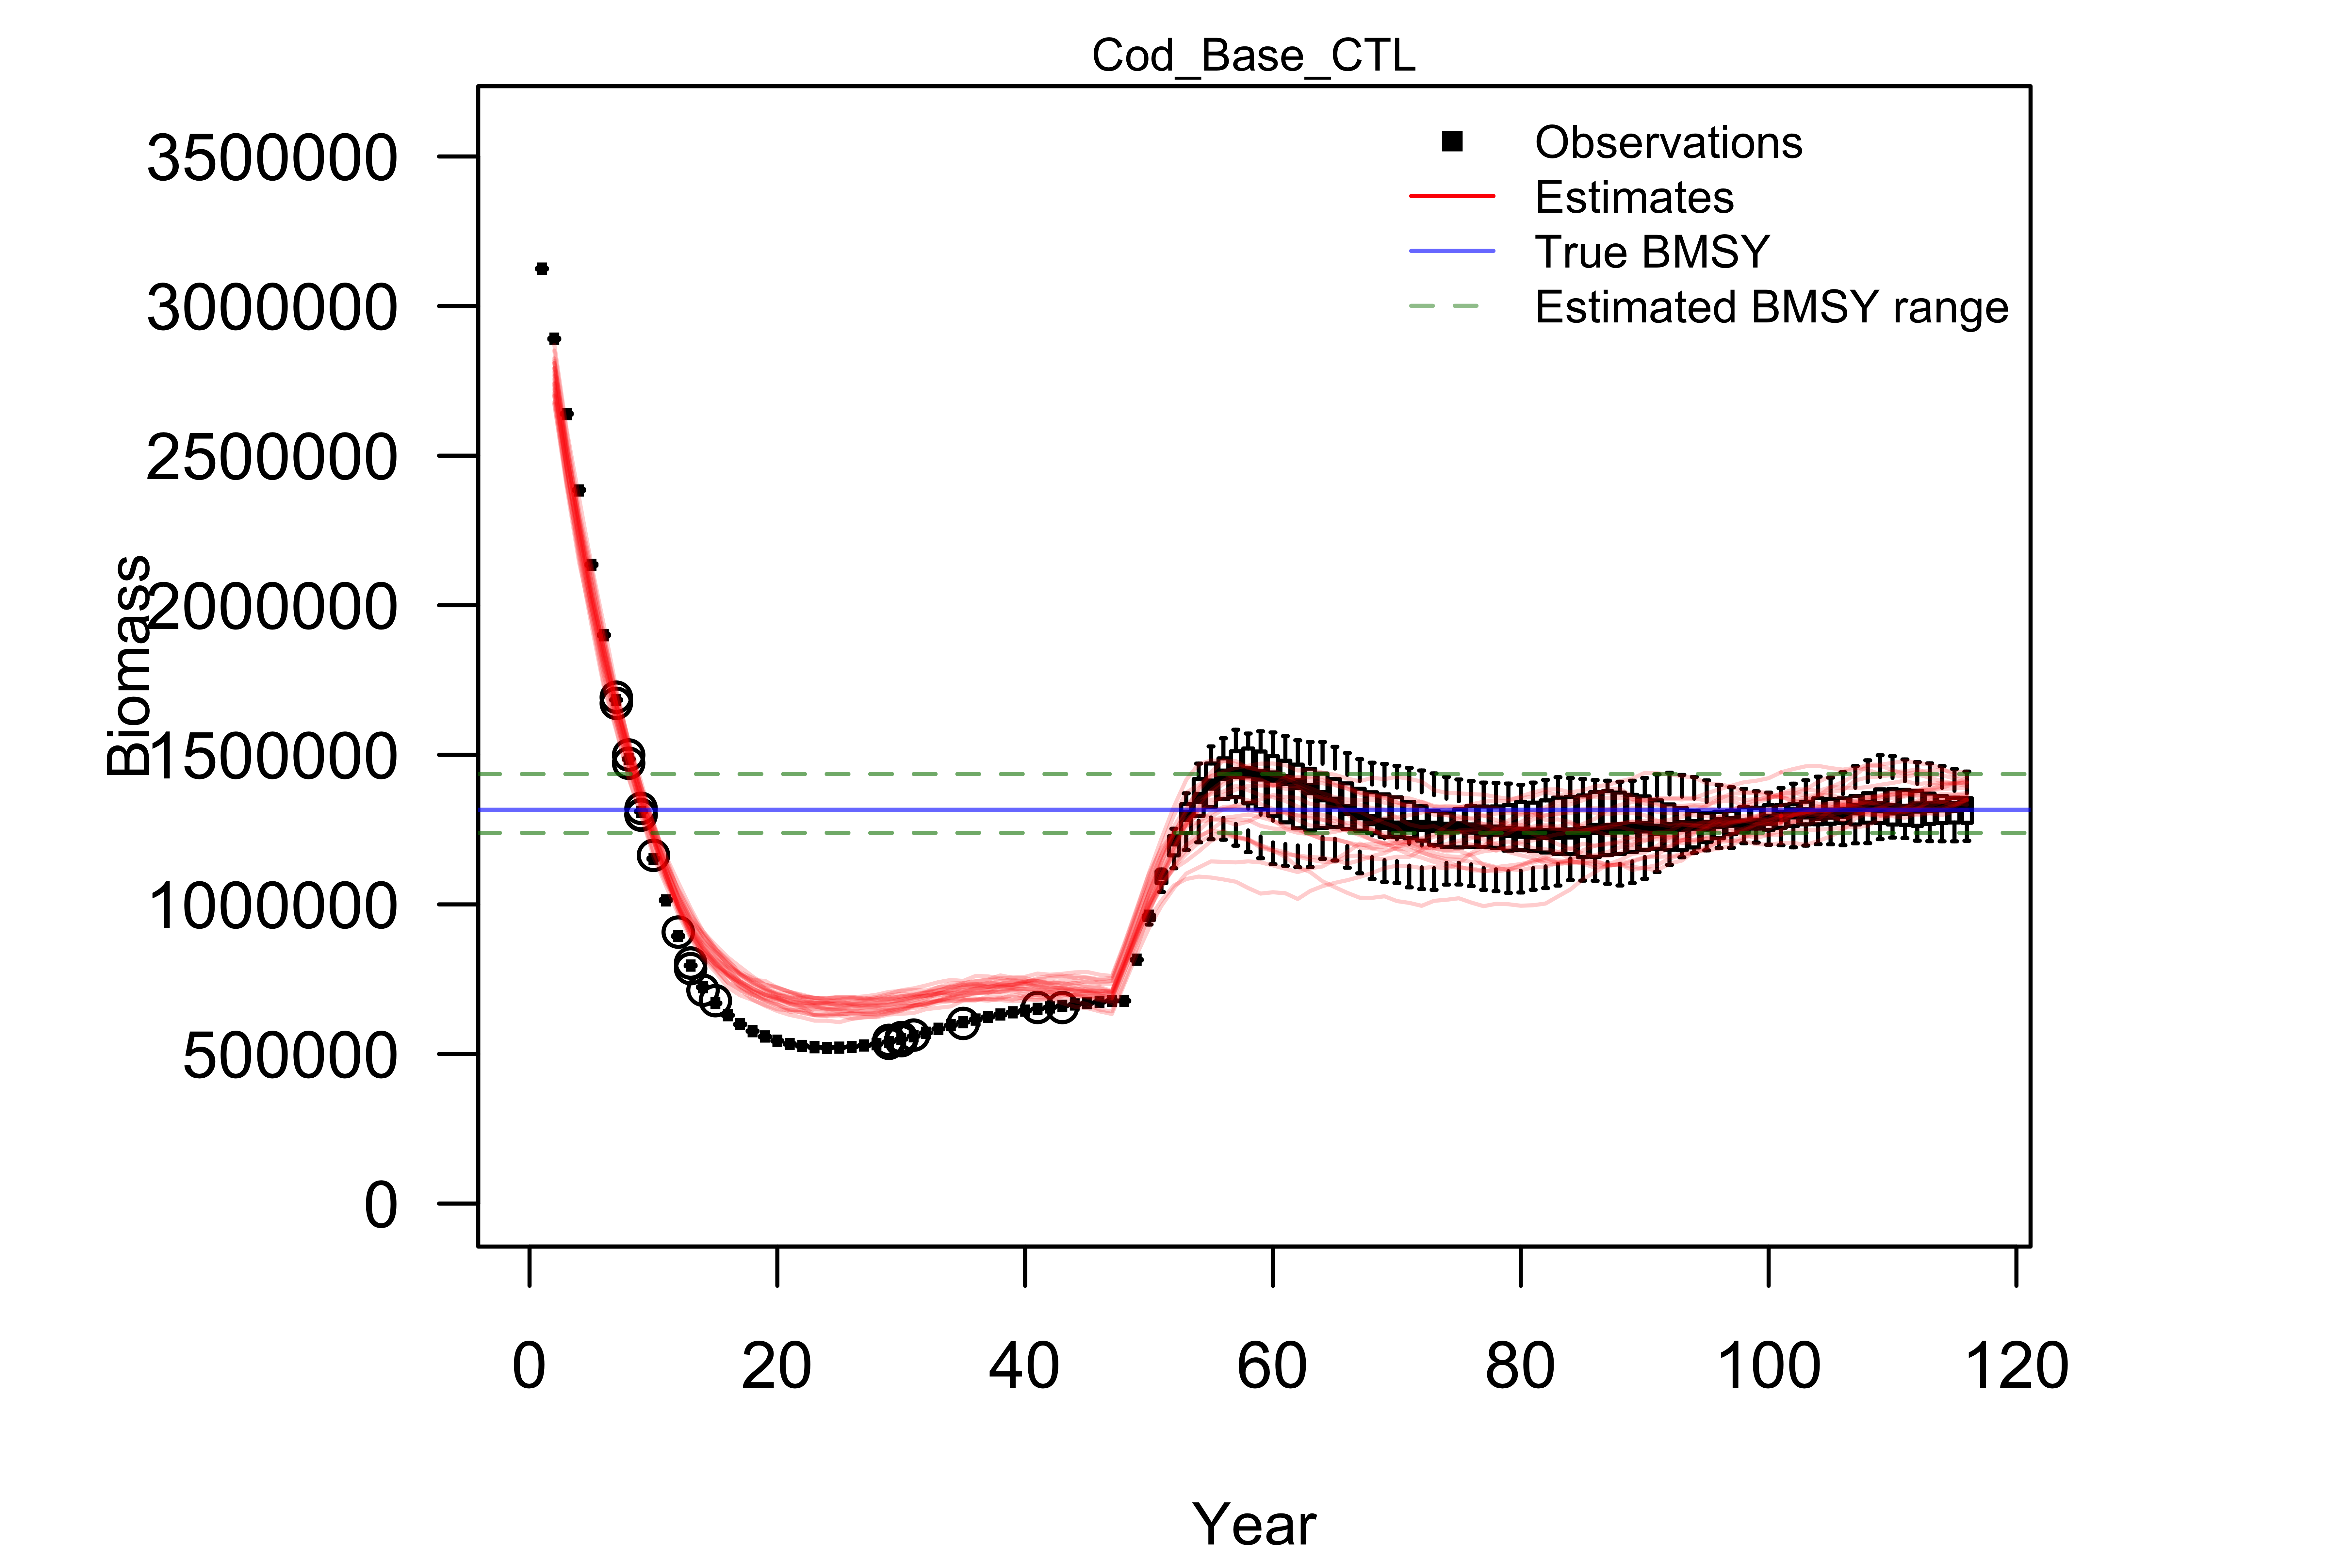 Cod_Base_CTL
Observations
Estimates
True BMSY
Estimated BMSY range
Biomass
3500000
3000000
2500000
2000000
1500000
1000000
500000
0
0 20 40 60 80 100 120
Year